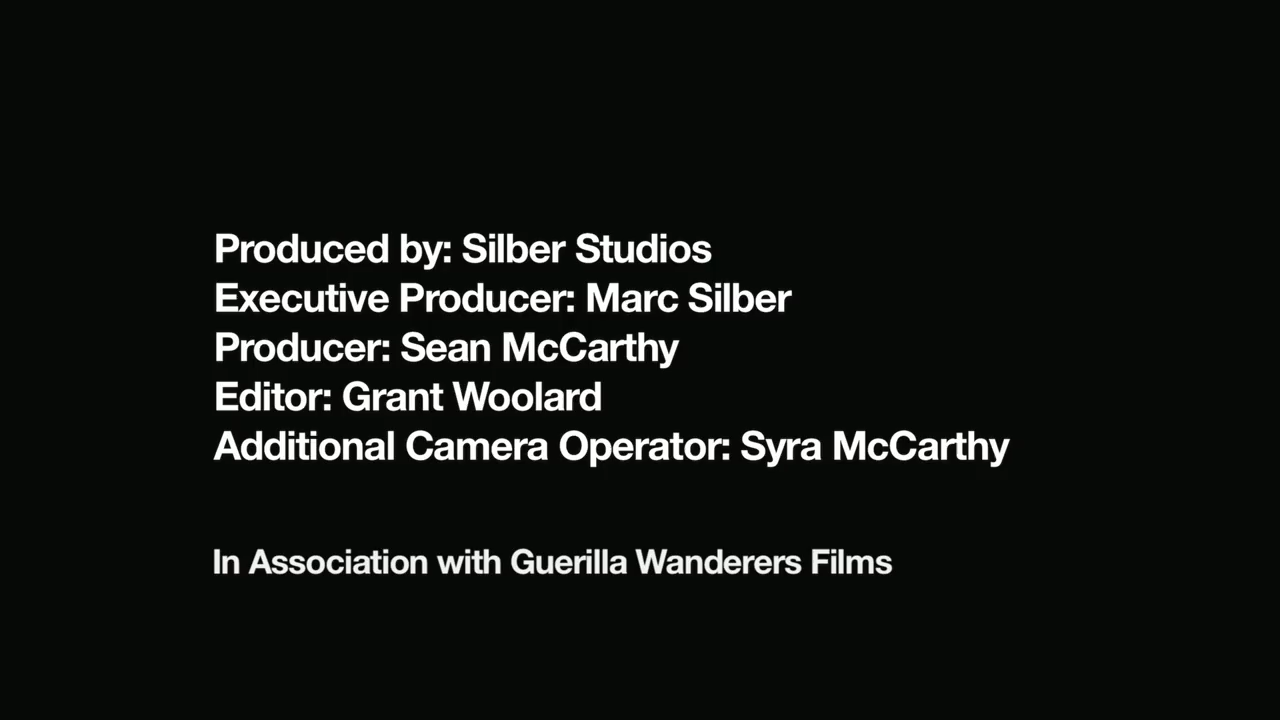 Produced by: Silber Studios
Executive Producer: Marc Silber
Producer: Sean McCarthy
Editor: Grant Woolard
Additional Camera Operator: Syra McCarthy
In Association with Guerilla Wanderers Films